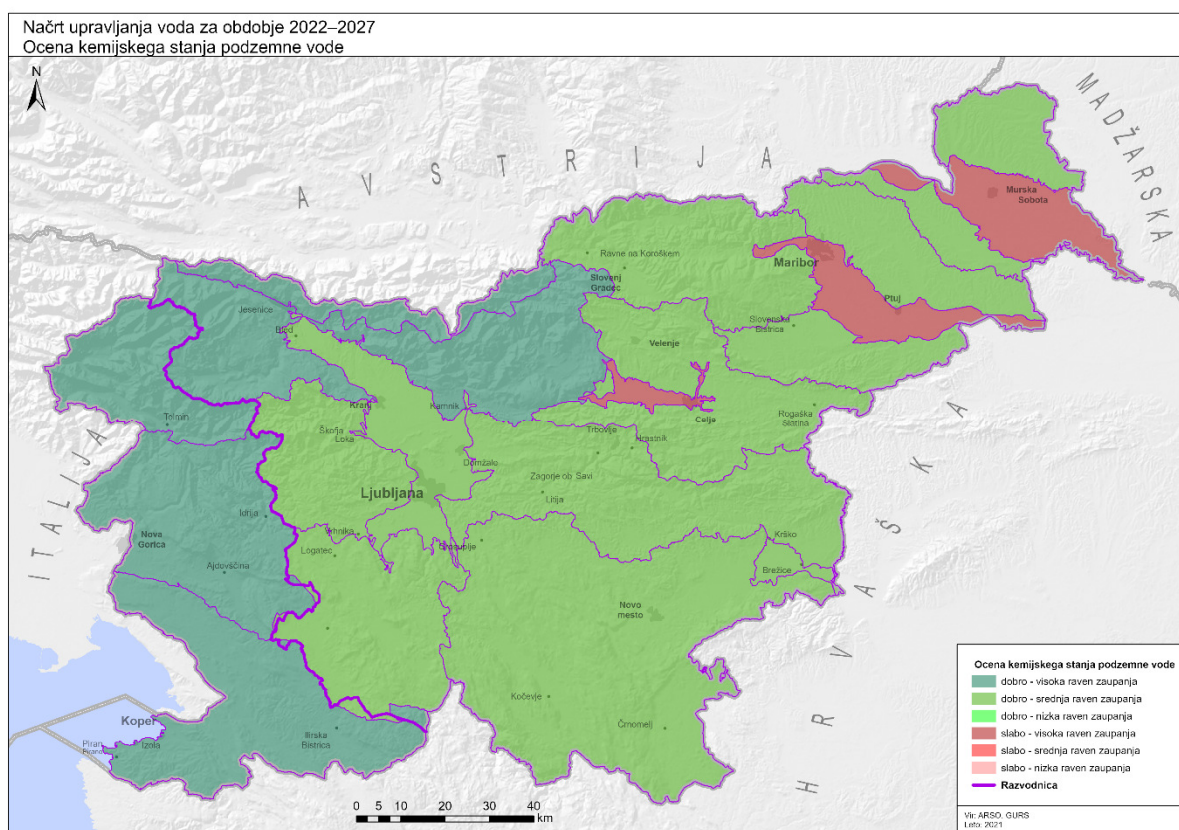 Načrt upravljanja voda za obdobje 2022–2027
Ocena kemijskega stanja podzemne vode
N
MADŽARSKA
AVSTRIJA
Murska
Sobota
Ravne na Koroškem
Maribor
Slovenj
Gradec
Jesenice
Ptuj
Bled
Slovenska
Bistrica
Velenje
Kranj
Kamnik
Celje
Rogaška
Slatina
Tolmin
Škofja
Loka
Trbovlje
Hrastnik
Domžale
Zagorje ob Savi
ITALIJA
Ljubljana
Litija
Idrija
Nova
Gorica
Vrhnika
Krško
Logatec
Grosuplje
Brežice
Ajdovščina
HRVAŠKA
Novo
mesto
Kočevje
Koper
Črnomelj
Ilirska
Bistrica
Piran
Pirano
Izola
0 5 10 20 30 40
km
Ocena kemijskega stanja podzemne vode
dobro - visoka raven zaupanja
dobro - srednja raven zaupanja
dobro - nizka raven zaupanja
slabo - visoka raven zaupanja
slabo - srednja raven zaupanja
slabo - nizka raven zaupanja
Razvodnica
Vir: ARSO, GURS
Leto: 2021